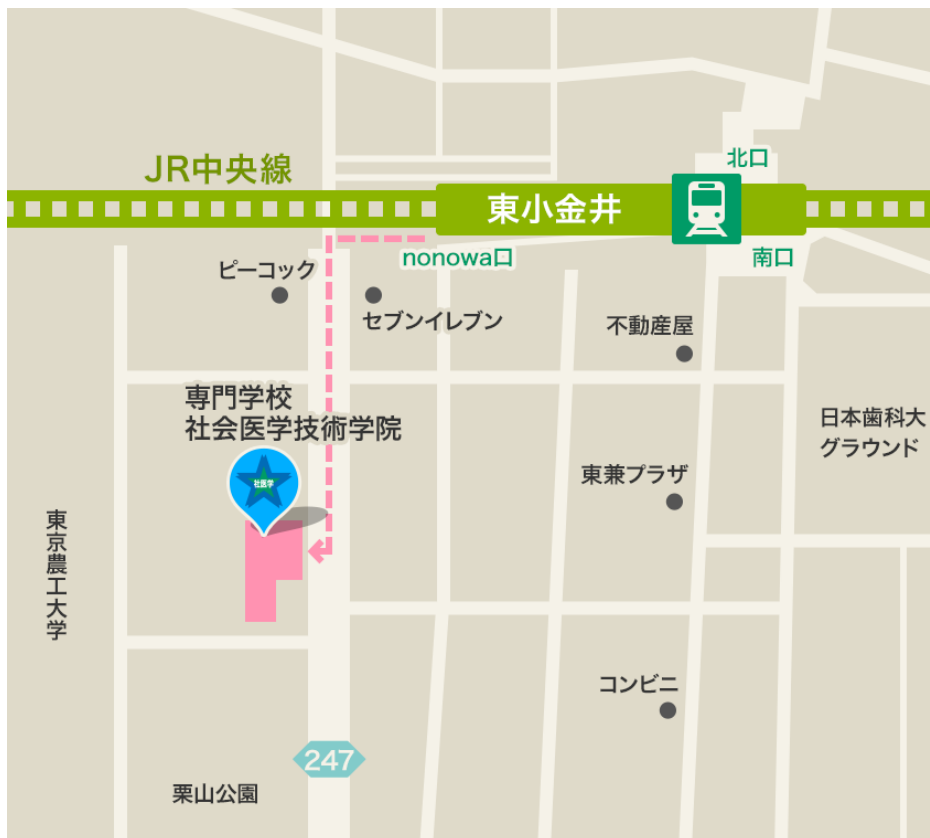 北口
JR中央線
東小金井
nonowa口
南口
ピーコック
セブンイレブン
不動産屋
専門学校
社会医学技術学院
日本歯科大
グラウンド
社医学
東兼プラザ
東京農工大学
コンビニ
247
栗山公園